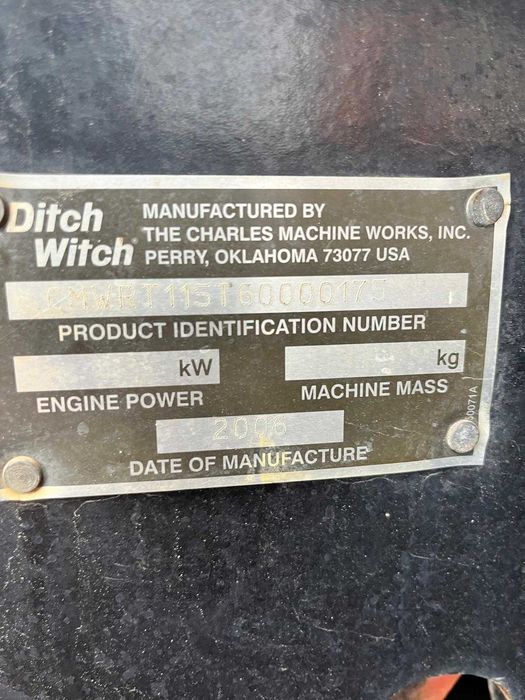 Ditch Witch®
MANUFACTURED BY
THE CHARLES MACHINE WORKS, INC.
PERRY, OKLAHOMA 73077 USA
PRODUCT IDENTIFICATION NUMBER
kW
kg
ENGINE POWER
MACHINE MASS
2006
DATE OF MANUFACTURE